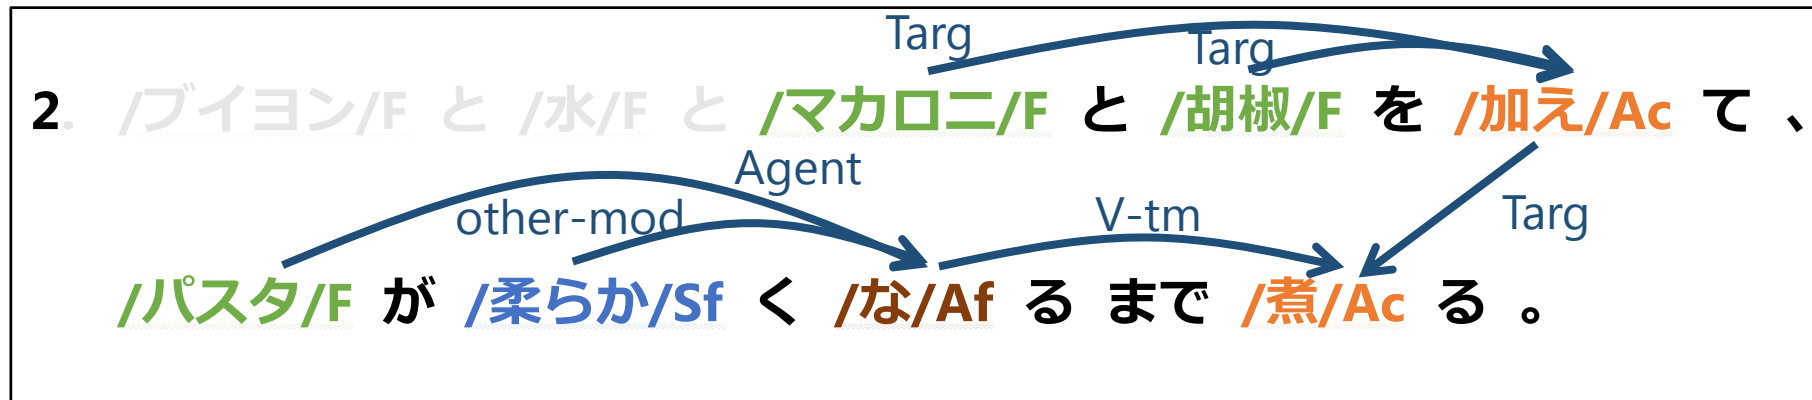 Targ Targ
2. /ブイヨン/F と /水/F と /マカロニ/F と /胡椒/F を /加え/Ac て 、
Agent
other-mod V-tm Targ
/パスタ/F が /柔らか/Sf く /な/Af る まで /煮/Ac る 。